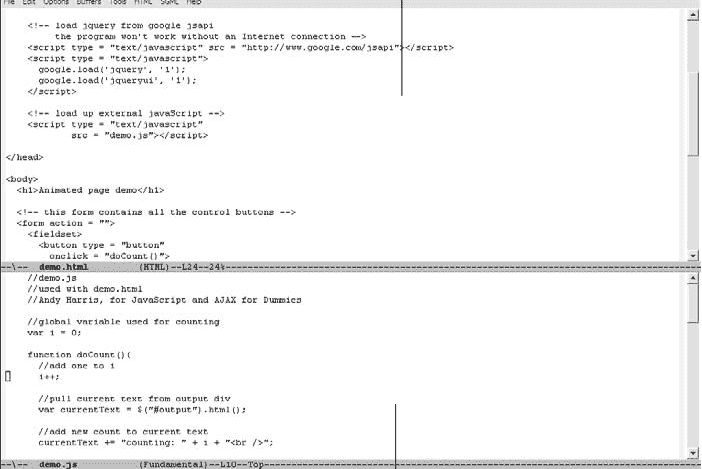 File Edit Options Buffers Tools HTML SGML Help
<!-- load jquery from google jsapi
the program won't work without an Internet connection -->
<script type = "text/javascript" src = "http://www.google.com/jsapi"></script>
<script type = "text/javascript">
google.load('jquery', '1');
google.load('jqueryui', '1');
</script>
<!-- load up external javaScript -->
<script type = "text/javascript"
src = "demo.js"></script>
</head>
<body>
<h1>Animated page demo</h1>
<!-- this form contains all the control buttons -->
<form action = "">
<fieldset>
<button type = "button"
onclick = "doCount()">
--\-- demo.html (HTML)--L24--24%--
//demo.js
//used with demo.html
//Andy Harris, for JavaScript and AJAX for Dummies
//global variable used for counting
var i = 0;
function doCount(){
//add one to i
i++;
//pull current text from output div
var currentText = $("#output").html();
//add new count to current text
currentText += "counting: " + i + "<br />";
--\-- demo.js (Fundamental)--L10--Top--